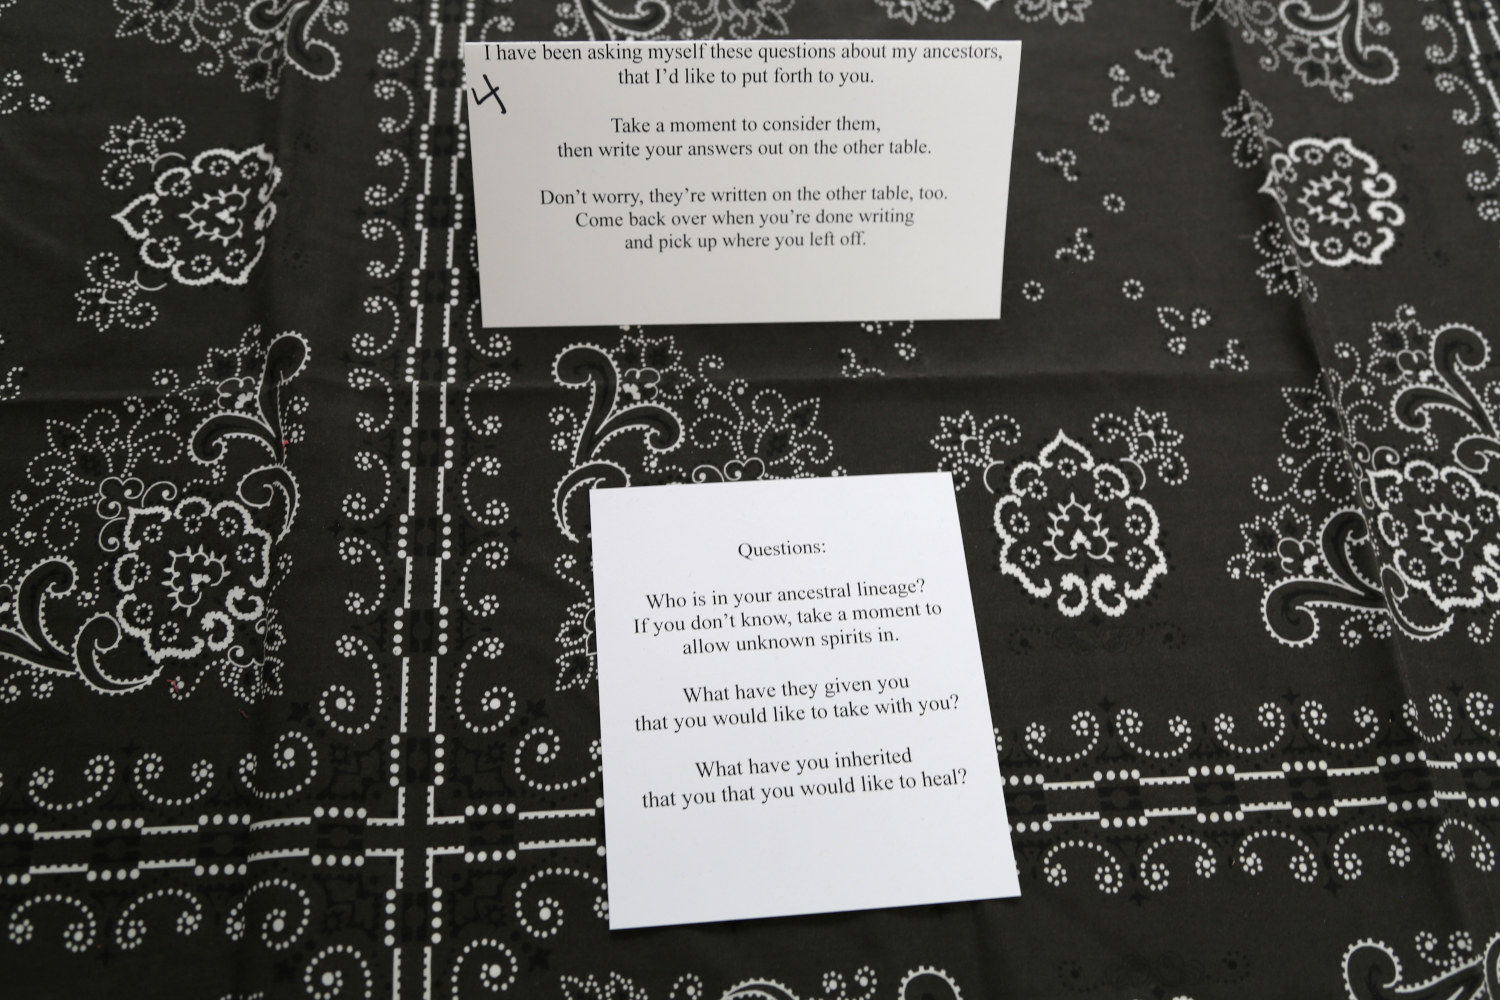 I have been asking myself these questions about my ancestors,
that I'd like to put forth to you.
4
Take a moment to consider them,
then write your answers out on the other table.
Don't worry, they're written on the other table, too.
Come back over when you're done writing
and pick up where you left off.
Questions:
Who is in your ancestral lineage?
If you don't know, take a moment to
allow unknown spirits in.
What have they given you
that you would like to take with you?
What have you inherited
that you that you would like to heal?